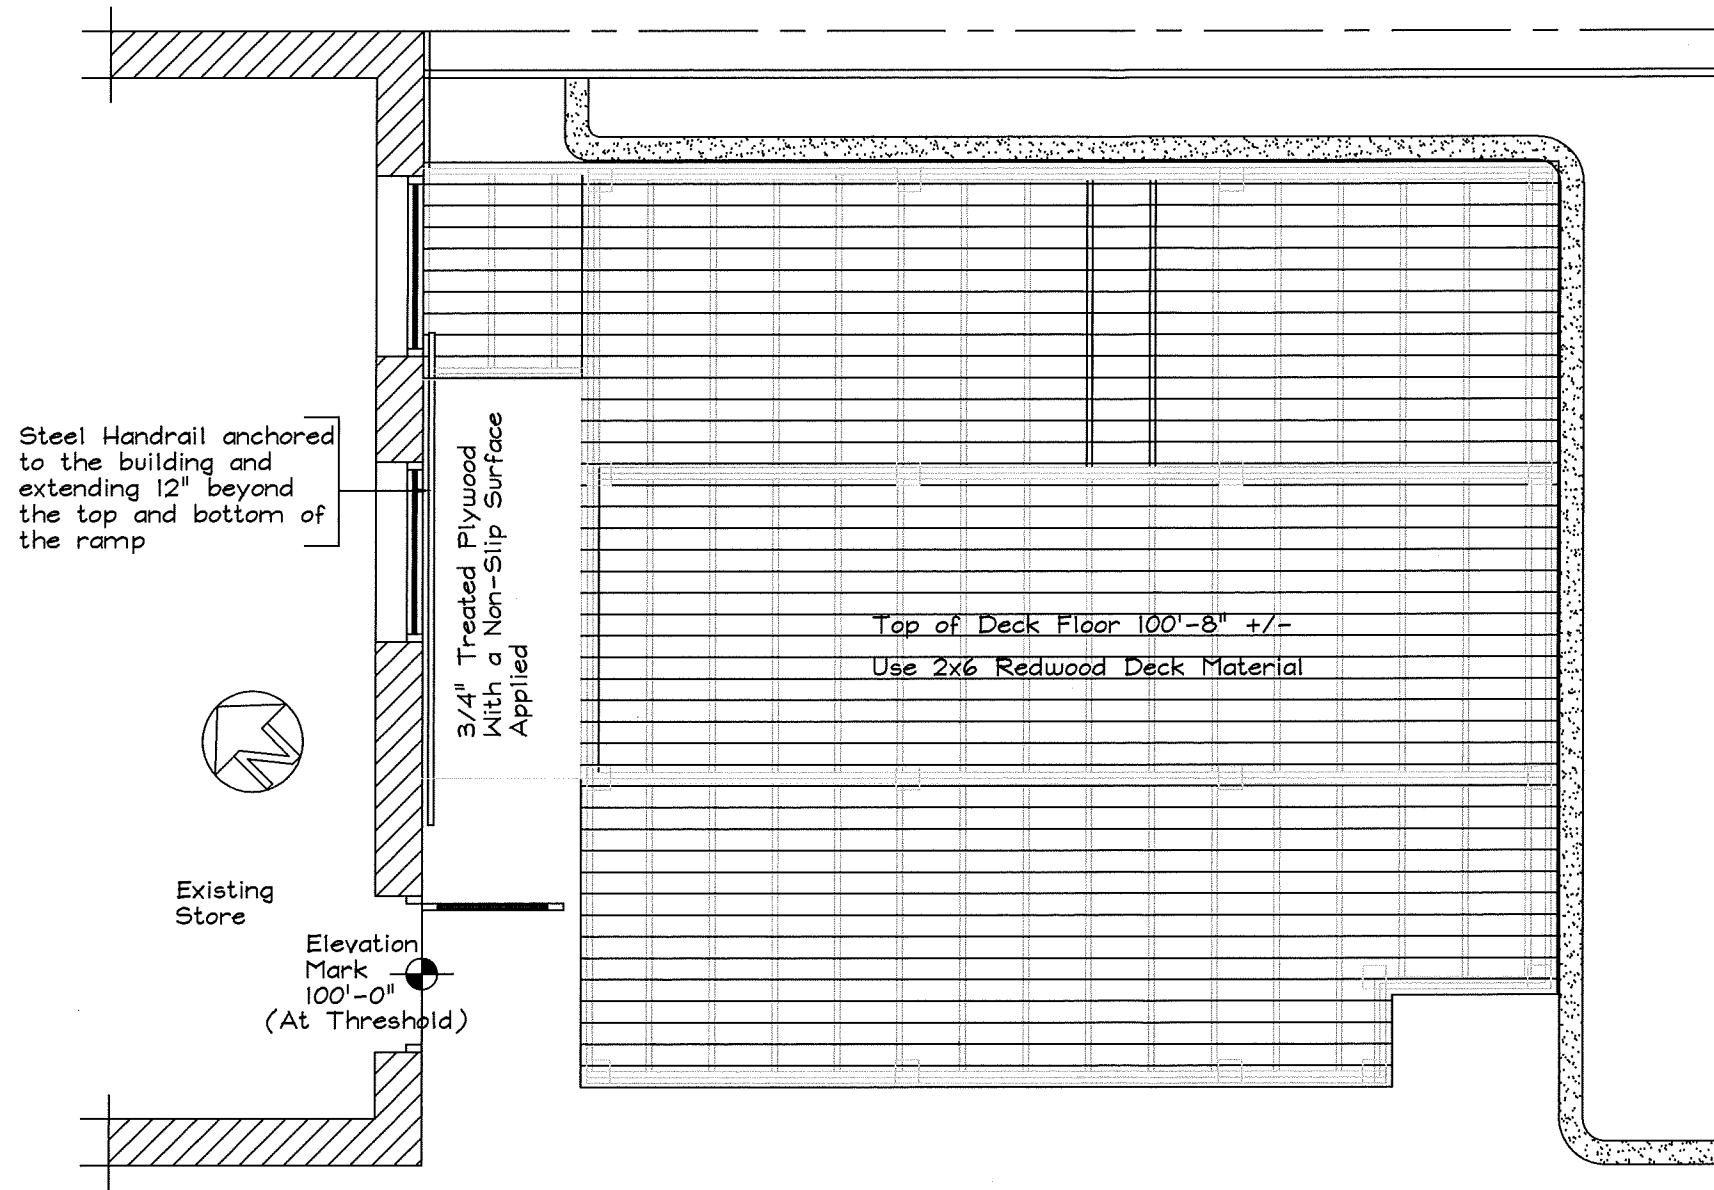 Steel Handrail anchored
to the building and
extending 12" beyond
the top and bottom of
the ramp
3/4" Treated Plywood
With a Non-Slip Surface
Applied
Top of Deck Floor 100'-8" +/-
Use 2x6 Redwood Deck Material
Existing
Store
Elevation
Mark
100'-0"
(At Threshold)